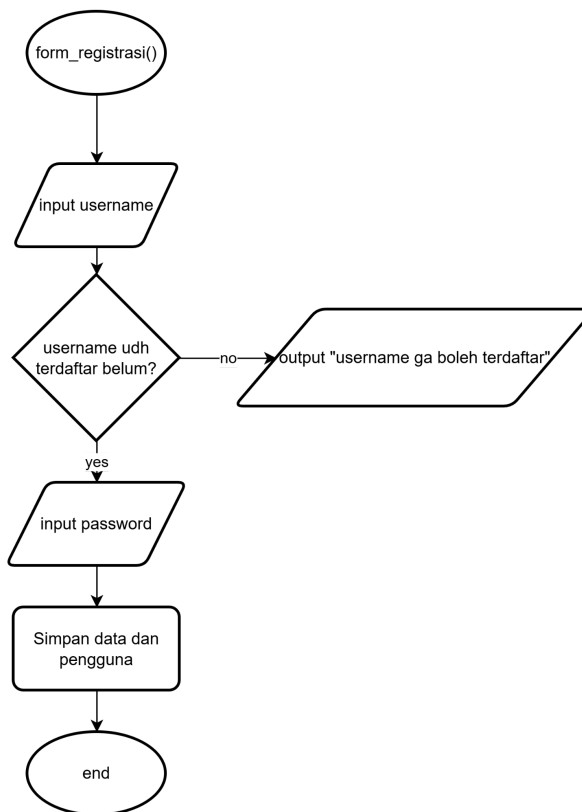 form_registrasi()
input username
username udh
terdaftar belum?
no
output "username ga boleh terdaftar"
yes
input password
Simpan data dan
pengguna
end